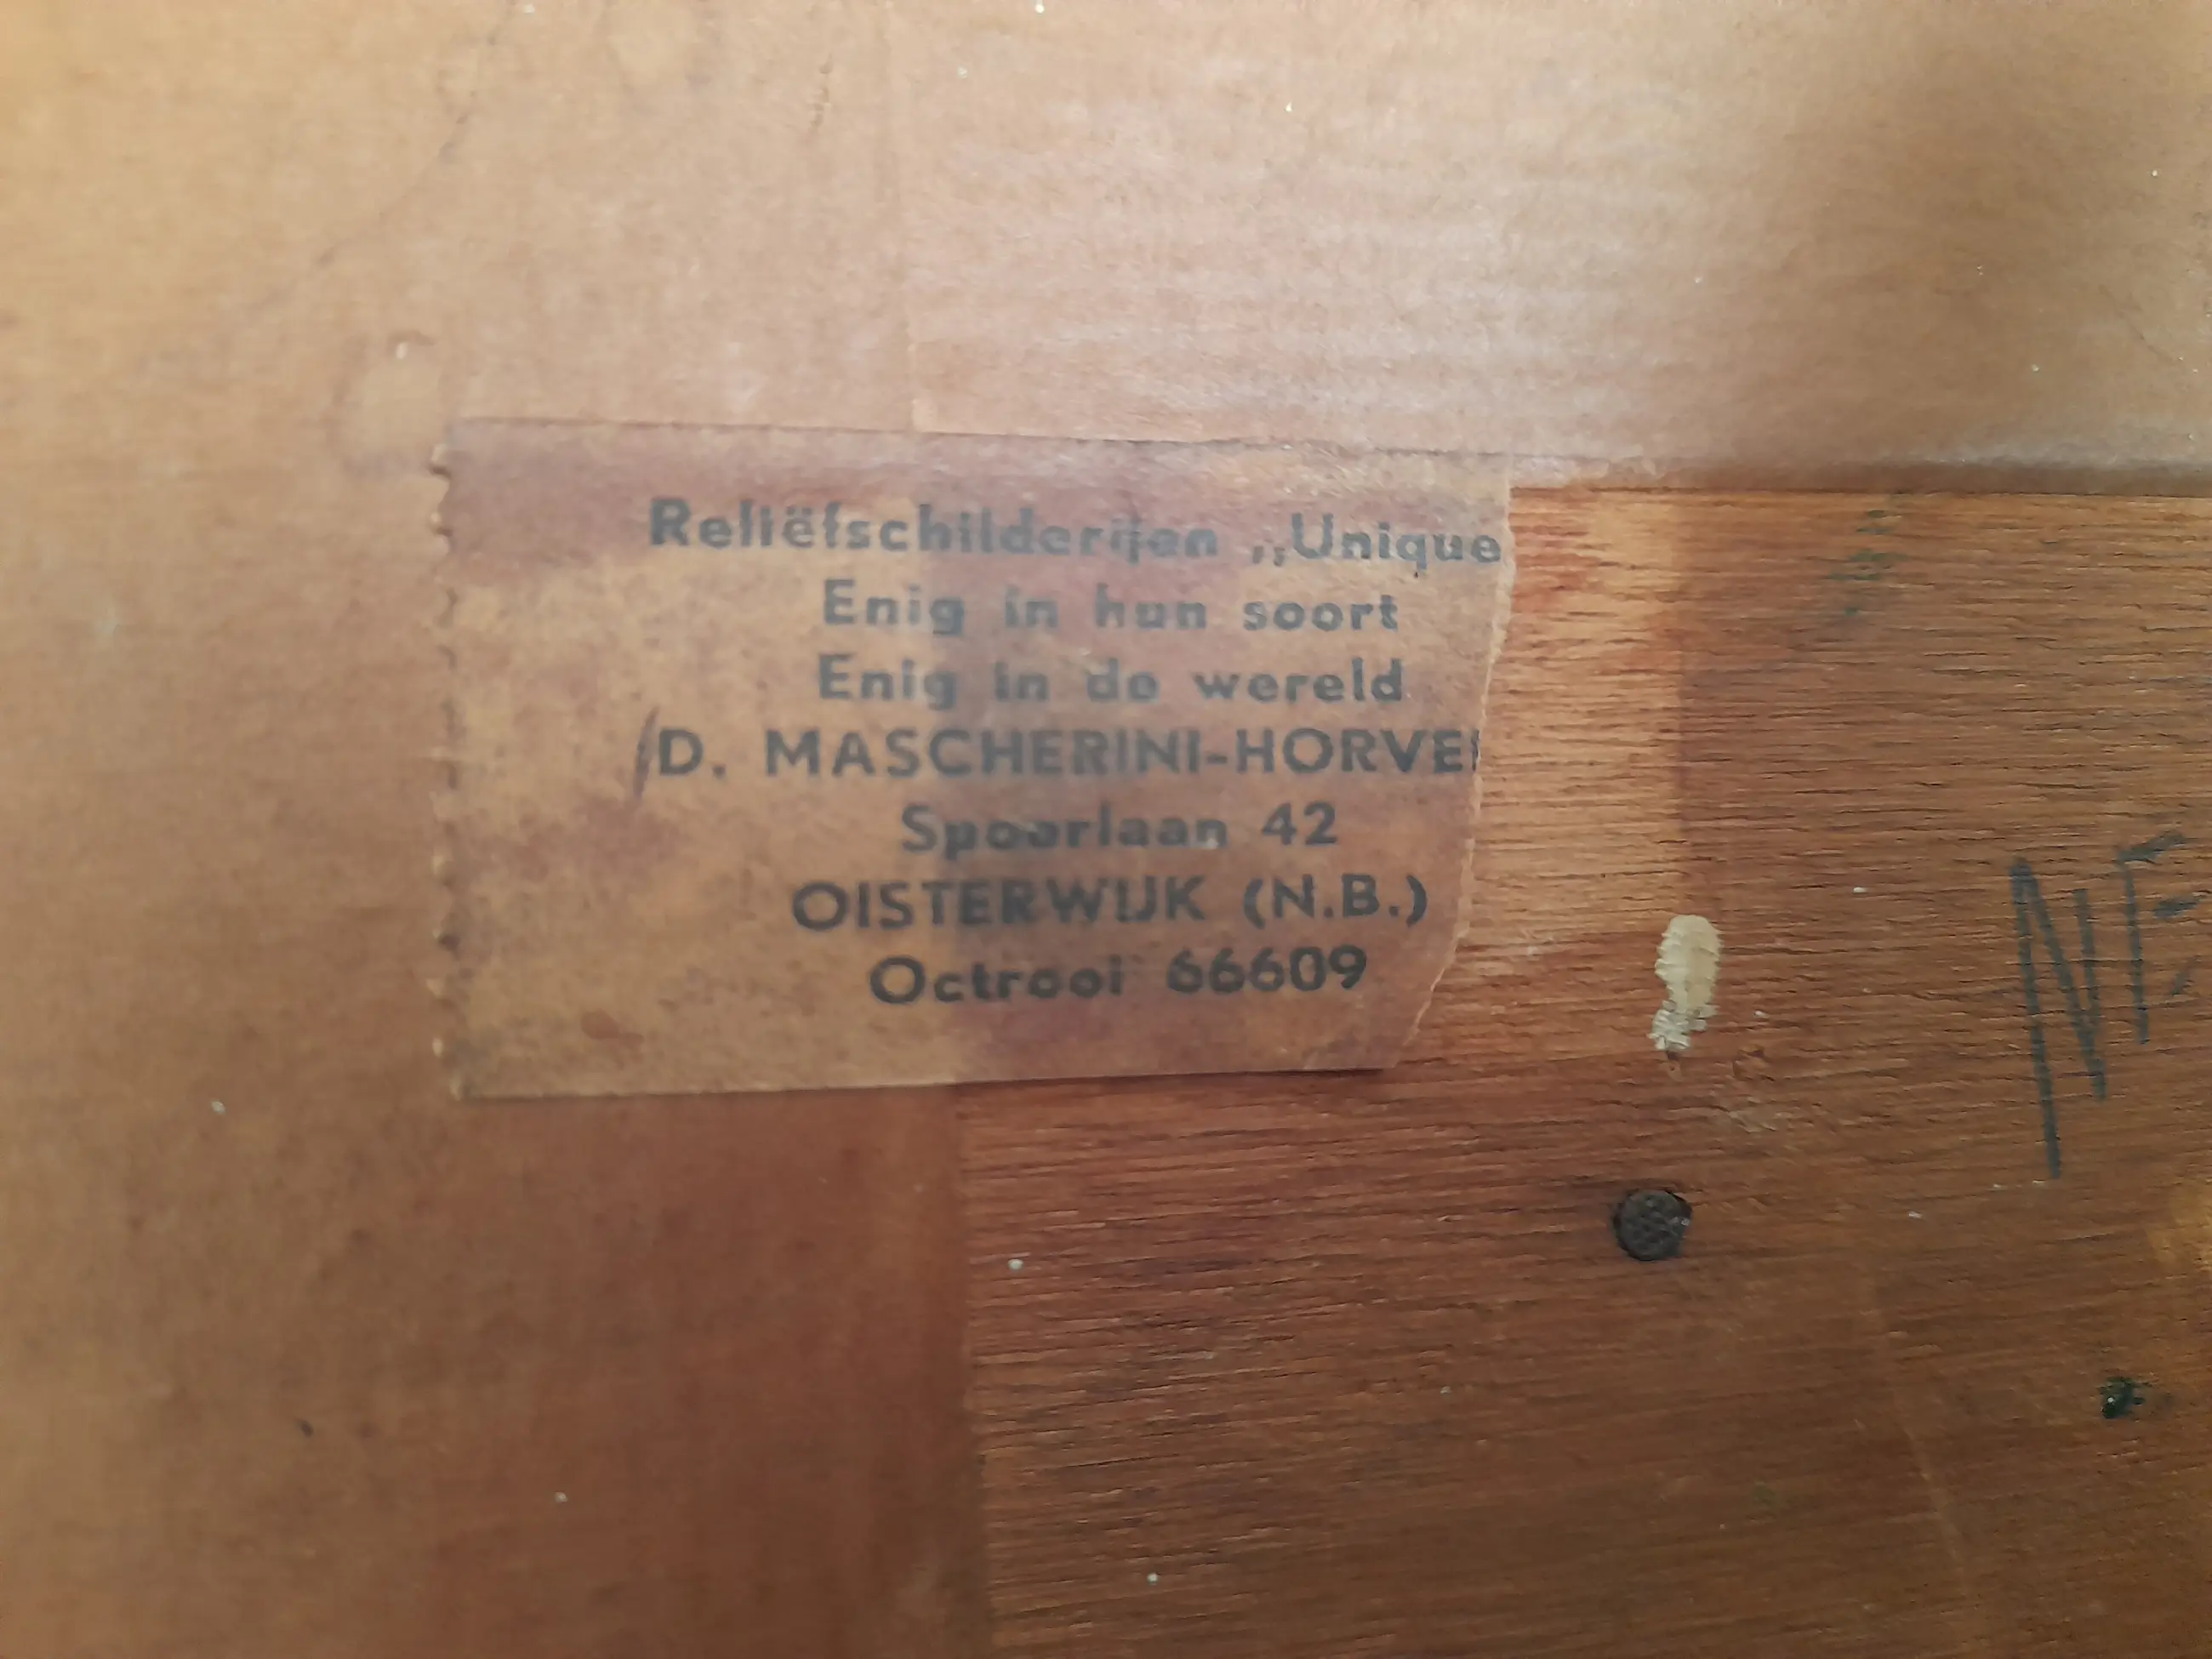 Reliëfschilderijen „Unique
Enig in hun soort
Enig in de wereld
D. MASCHERINI-HORVE
Spoorlaan 42
OISTERWIJK (N.B.)
Octrooi 66609